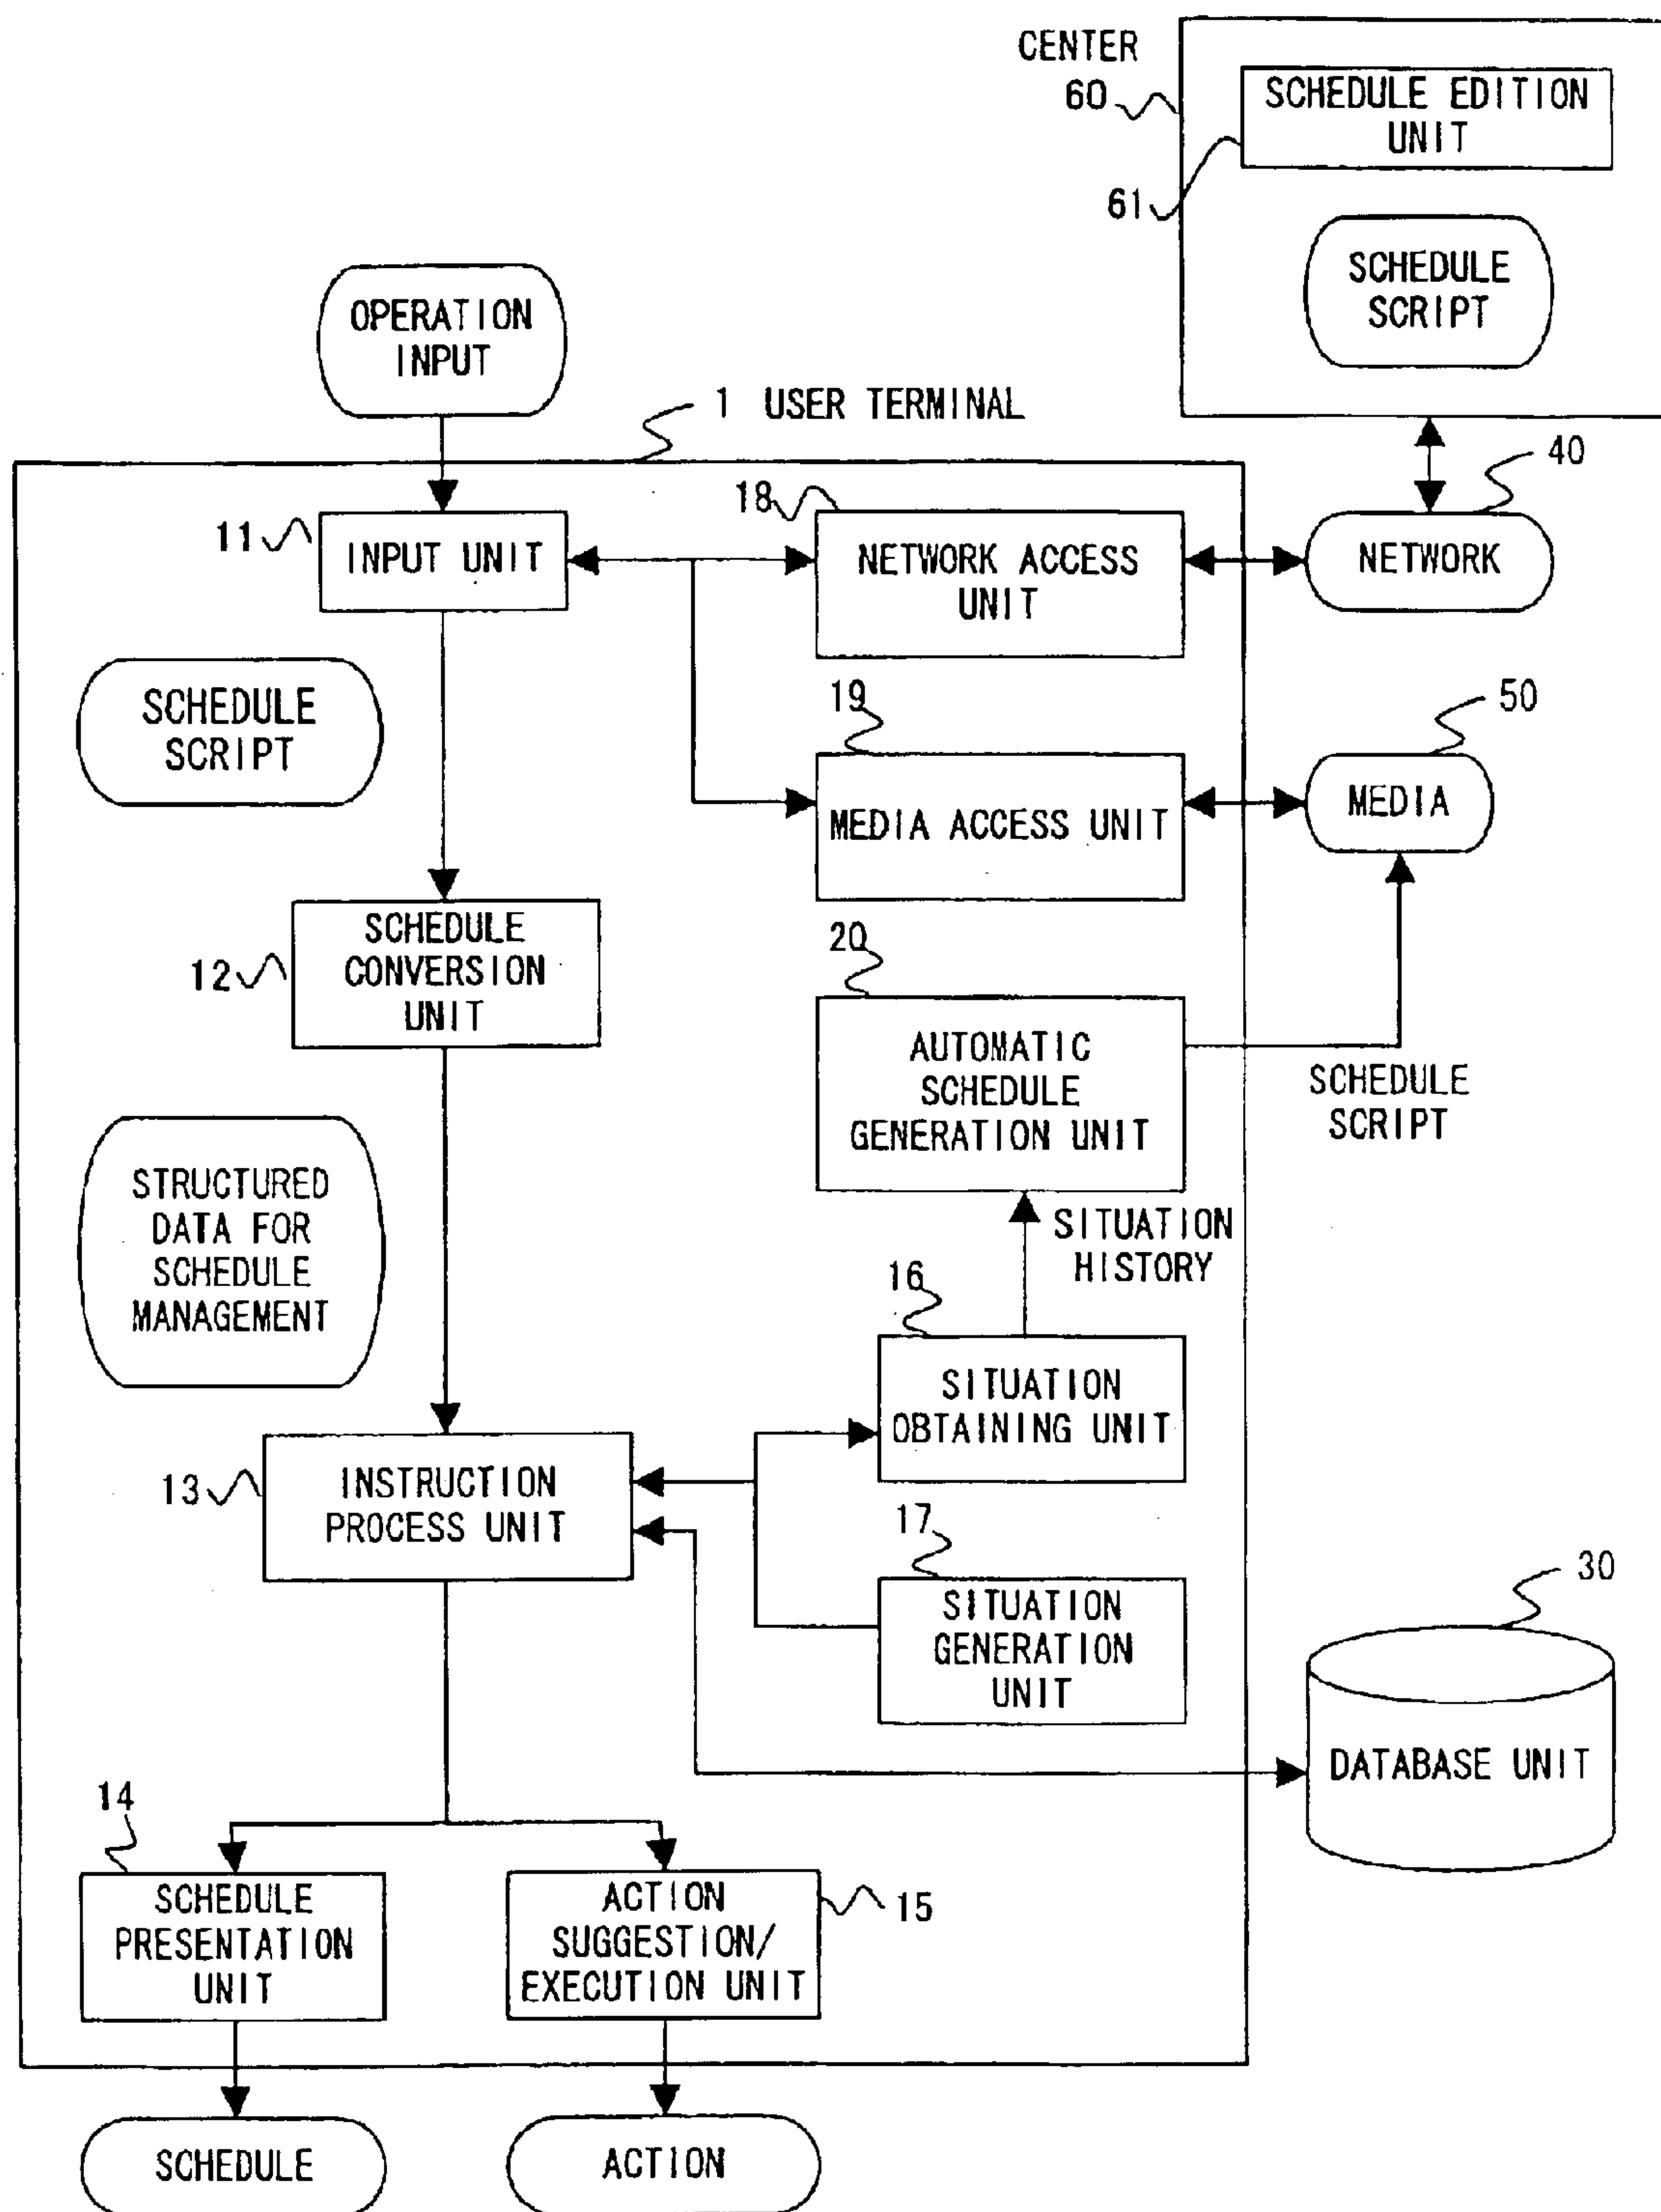 CENTER
60
SCHEDULE EDITION
UNIT
61
SCHEDULE
SCRIPT
OPERATION
INPUT
1 USER TERMINAL
40
11
INPUT UNIT
18
NETWORK ACCESS
UNIT
NETWORK
SCHEDULE
SCRIPT
19
MEDIA ACCESS UNIT
50
MEDIA
12
SCHEDULE
CONVERSION
UNIT
20
AUTOMATIC
SCHEDULE
GENERATION UNIT
SCHEDULE
SCRIPT
STRUCTURED
DATA FOR
SCHEDULE
MANAGEMENT
SITUATION
HISTORY
16
SITUATION
OBTAINING UNIT
13
INSTRUCTION
PROCESS UNIT
17
SITUATION
GENERATION
UNIT
30
DATABASE UNIT
14
SCHEDULE
PRESENTATION
UNIT
ACTION
SUGGESTION/
EXECUTION UNIT
15
SCHEDULE
ACTION